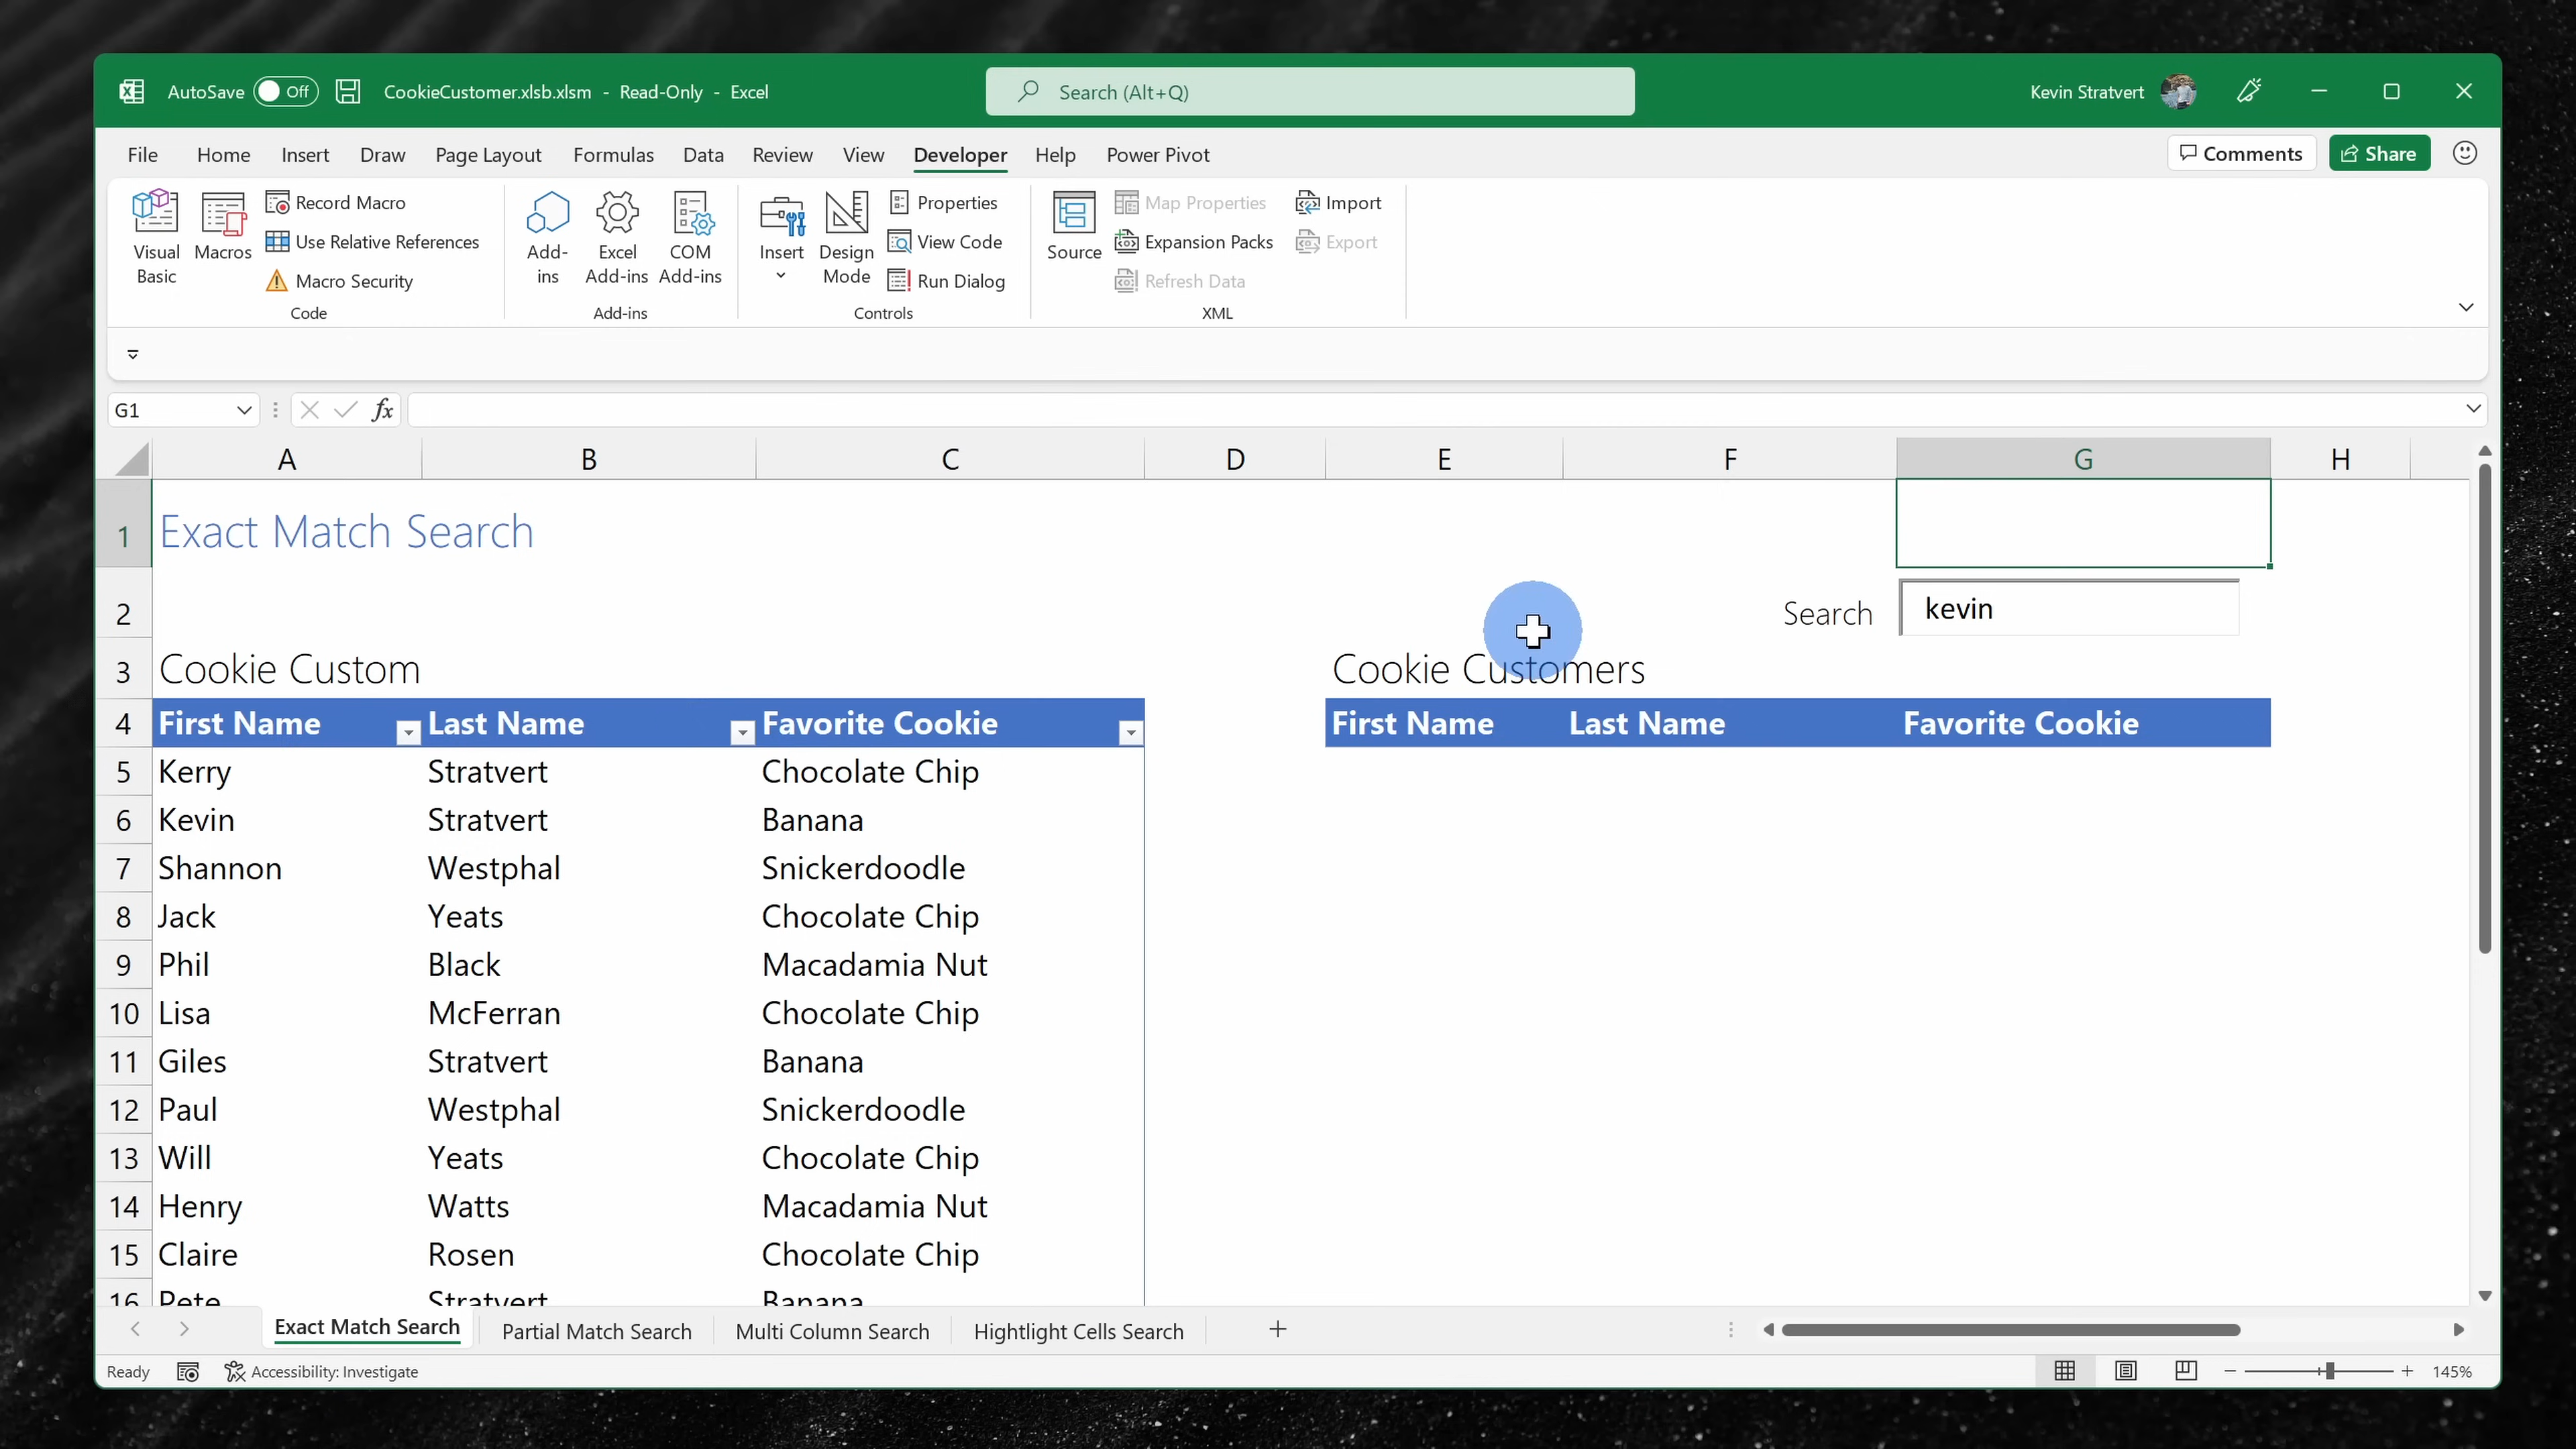 AutoSave Off CookieCustomer.xlsb.xlsm - Read-Only - Excel Search (Alt+Q) Kevin Stratvert
File Home Insert Draw Page Layout Formulas Data Review View Developer Help Power Pivot Comments Share
Visual Basic
Macros
Record Macro
Use Relative References
Macro Security
Code
Add-ins
Excel Add-ins
COM Add-ins
Add-ins
Insert
Design Mode
Properties
View Code
Run Dialog
Controls
Source
Map Properties
Expansion Packs
Refresh Data
Import
Export
XML
G1 fx
A B C D E F G H
1 Exact Match Search
2 Search kevin
3 Cookie Custom Cookie Customers
4 First Name Last Name Favorite Cookie First Name Last Name Favorite Cookie
5 Kerry Stratvert Chocolate Chip
6 Kevin Stratvert Banana
7 Shannon Westphal Snickerdoodle
8 Jack Yeats Chocolate Chip
9 Phil Black Macadamia Nut
10 Lisa McFerran Chocolate Chip
11 Giles Stratvert Banana
12 Paul Westphal Snickerdoodle
13 Will Yeats Chocolate Chip
14 Henry Watts Macadamia Nut
15 Claire Rosen Chocolate Chip
16 Pete Stratvert Banana
Exact Match Search Partial Match Search Multi Column Search Hightlight Cells Search
Ready Accessibility: Investigate 145%